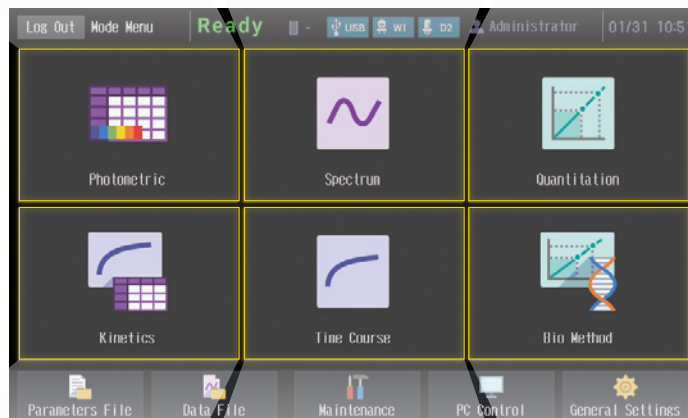 Log Out Mode Menu Ready - USB WI D2 Administrator 01/31 10:5
Photometric Spectrum Quantitation
Kinetics Time Course Bio Method
Parameters File Data File Maintenance PC Control General Settings